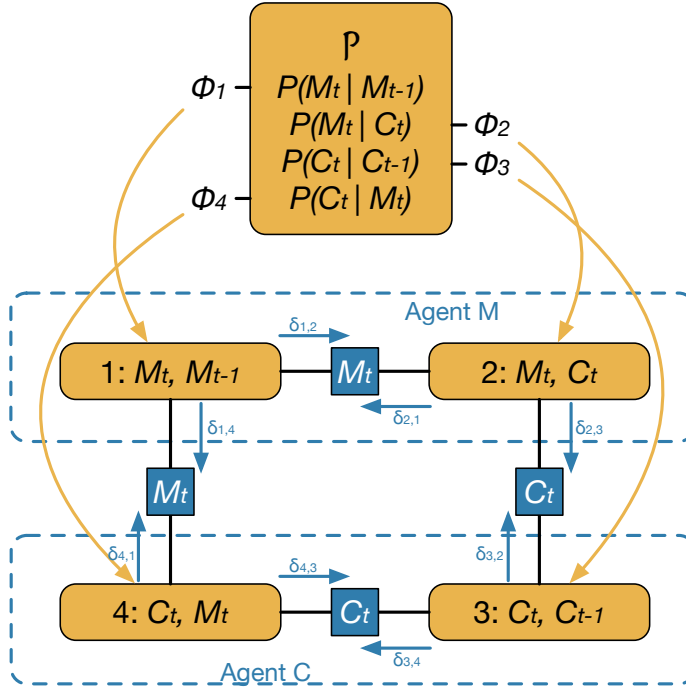 𝔓
Φ1
P(Mt | Mt-1)
P(Mt | Ct)
Φ2
P(Ct | Ct-1)
Φ3
Φ4
P(Ct | Mt)
Agent M
δ1,2
1: Mt, Mt-1
Mt
2: Mt, Ct
δ2,1
δ1,4
δ2,3
Mt
Ct
δ4,1
δ3,2
δ4,3
4: Ct, Mt
Ct
3: Ct, Ct-1
δ3,4
Agent C